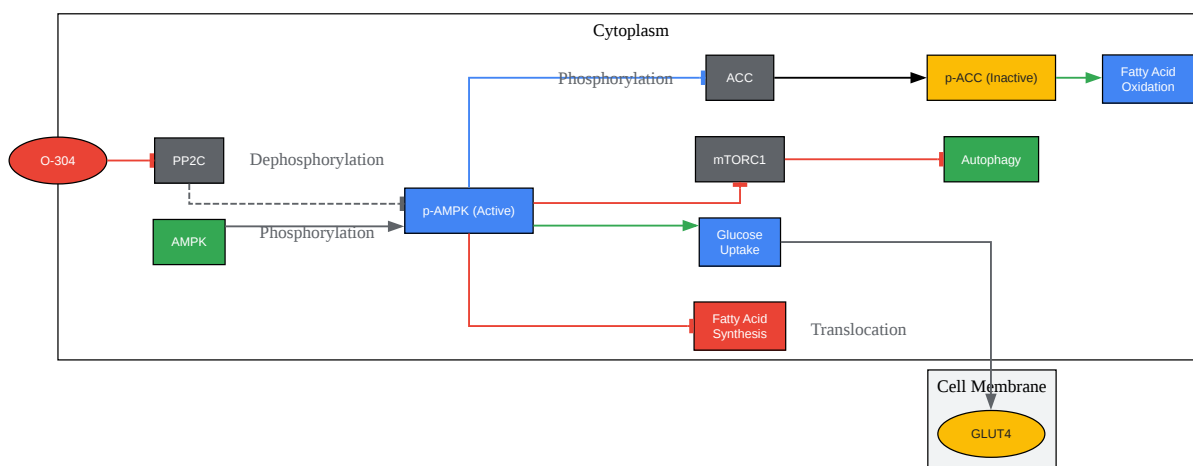 Cytoplasm
Phosphorylation
ACC
p-ACC (Inactive)
Fatty Acid
Oxidation
O-304
PP2C
Dephosphorylation
mTORC1
Autophagy
p-AMPK (Active)
AMPK
Phosphorylation
Glucose
Uptake
Fatty Acid
Synthesis
Translocation
Cell Membrane
GLUT4